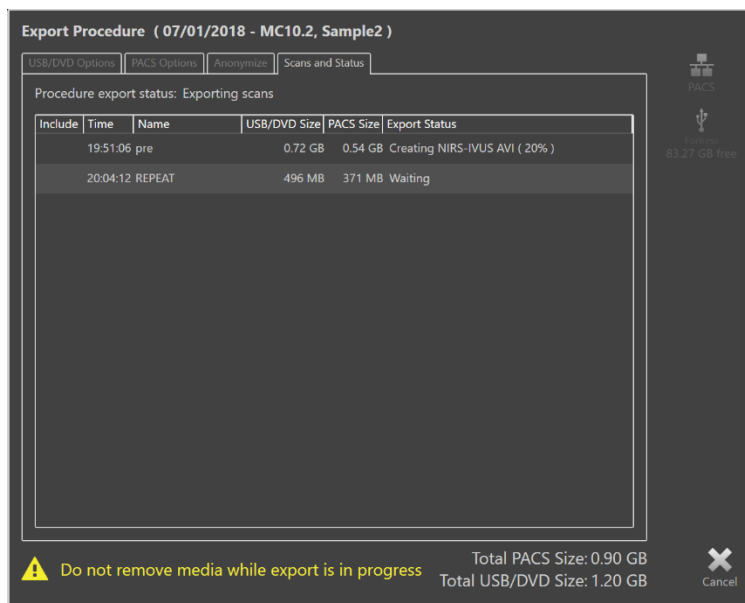 Export Procedure ( 07/01/2018 - MC10.2, Sample2 )
USB/DVD Options PACS Options Anonymize Scans and Status
Procedure export status: Exporting scans
Include Time Name USB/DVD Size PACS Size Export Status
19:51:06 pre 0.72 GB 0.54 GB Creating NIRS-IVUS AVI ( 20% )
20:04:12 REPEAT 496 MB 371 MB Waiting
PACS
Fortress
83.27 GB free
Do not remove media while export is in progress
Total PACS Size: 0.90 GB
Total USB/DVD Size: 1.20 GB
Cancel